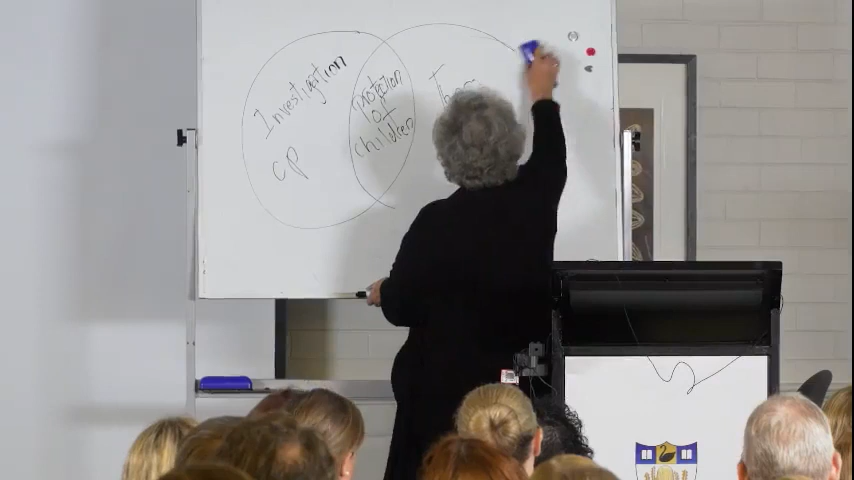 Investigation
CP
protection
of
children